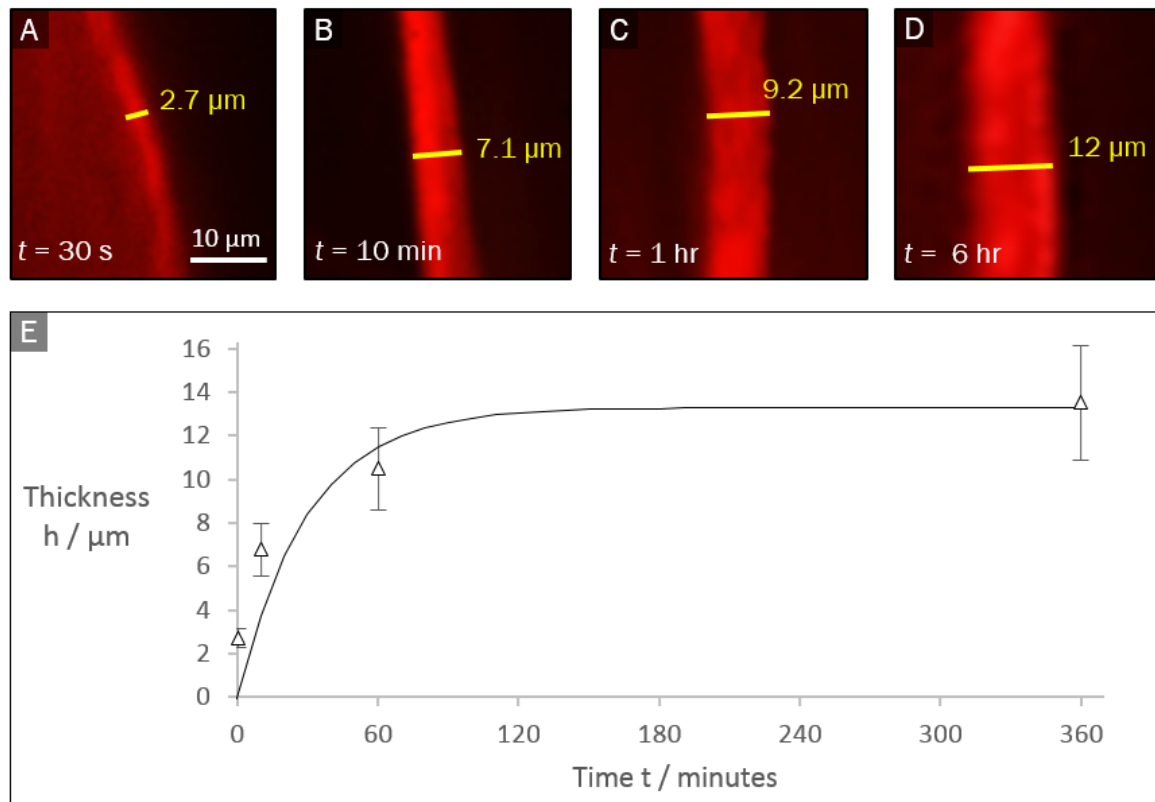 A
2.7 µm
t = 30 s
10 µm
B
7.1 µm
t = 10 min
C
9.2 µm
t = 1 hr
D
12 µm
t = 6 hr
E
Thickness
h / µm
16
14
12
10
8
6
4
2
0
0 60 120 180 240 300 360
Time t / minutes